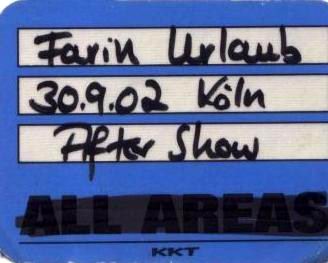 Farin Urlaub
30.9.02 Köln
After Show
ALL AREAS
KKT